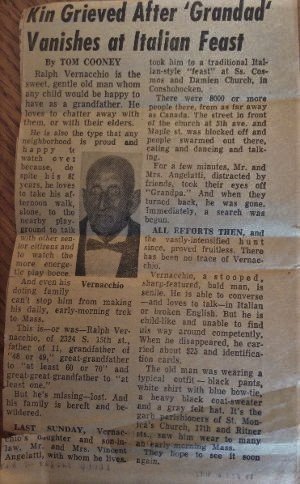 Kin Grieved After 'Grandad'
Vanishes at Italian Feast
By TOM COONEY
Ralph Vernacchio is the
sweet, gentle old man whom
any child would be happy to
have as a grandfather. He
loves to chatter away with
them, or with their elders.
He is also the type that any
neighborhood is proud and
happy to
watch over
because, de-
spite his 8
years, he loves
to take his af-
ternoon walk,
alone, to the
nearby play-
ground to talk
with other sen-
ior citizens and
to watch the
more energe-
tic play bocce.
Vernacchio
And even his
doting family
can't stop him from making
his daily, early-morning trek
to Mass.
This is—or was—Ralph Ver-
nacchio, of 2324 S. 15th st.,
father of 7, grandfather of
"48 or 49," great-grandfather
to "at least 60 or 70" and
great-great-grandfather to "at
least one."
But he's missing—lost. And
his family is bereft and be-
wildered.
LAST SUNDAY, Vernac-
chio's daughter and son-in-
law, Mr. and Mrs. Vincent
Angelatti, with whom he lives,
took him to a traditional Ital-
ian-style "feast" at Ss. Cos-
mos and Damien Church, in
Conshohocken.
There were 8000 or more
people there, from as far away
as Canada. The street in front
of the church at 5th ave. and
Maple st. was blocked off and
people swarmed out there,
eating and dancing and talk-
ing.
For a few minutes, Mr. and
Mrs. Angelatti, distracted by
friends, took their eyes off
"Grandpa." And when they
turned back, he was gone.
Immediately, a search was
begun.
ALL EFFORTS THEN, and
the vastly-intensified hunt
since, proved fruitless. There
has been no trace of Vernac-
chio.
Vernacchio, a stooped,
sharp-featured, bald man, is
senile. He is able to converse
—and loves to talk—in Italian
or broken English. But he is
child-like and unable to find
his way around competently.
When he disappeared, he car-
ried about $25 and identifica-
tion cards.
The old man was wearing a
typical outfit — black pants,
white shirt with blue bow-tie,
a heavy black coat-sweater
and a gray felt hat. It's the
garb parishioners of St. Mon-
ica's Church, 17th and Ritner
sts., saw him wear to many
an early-morning Mass.
They hope to see it soon
again.